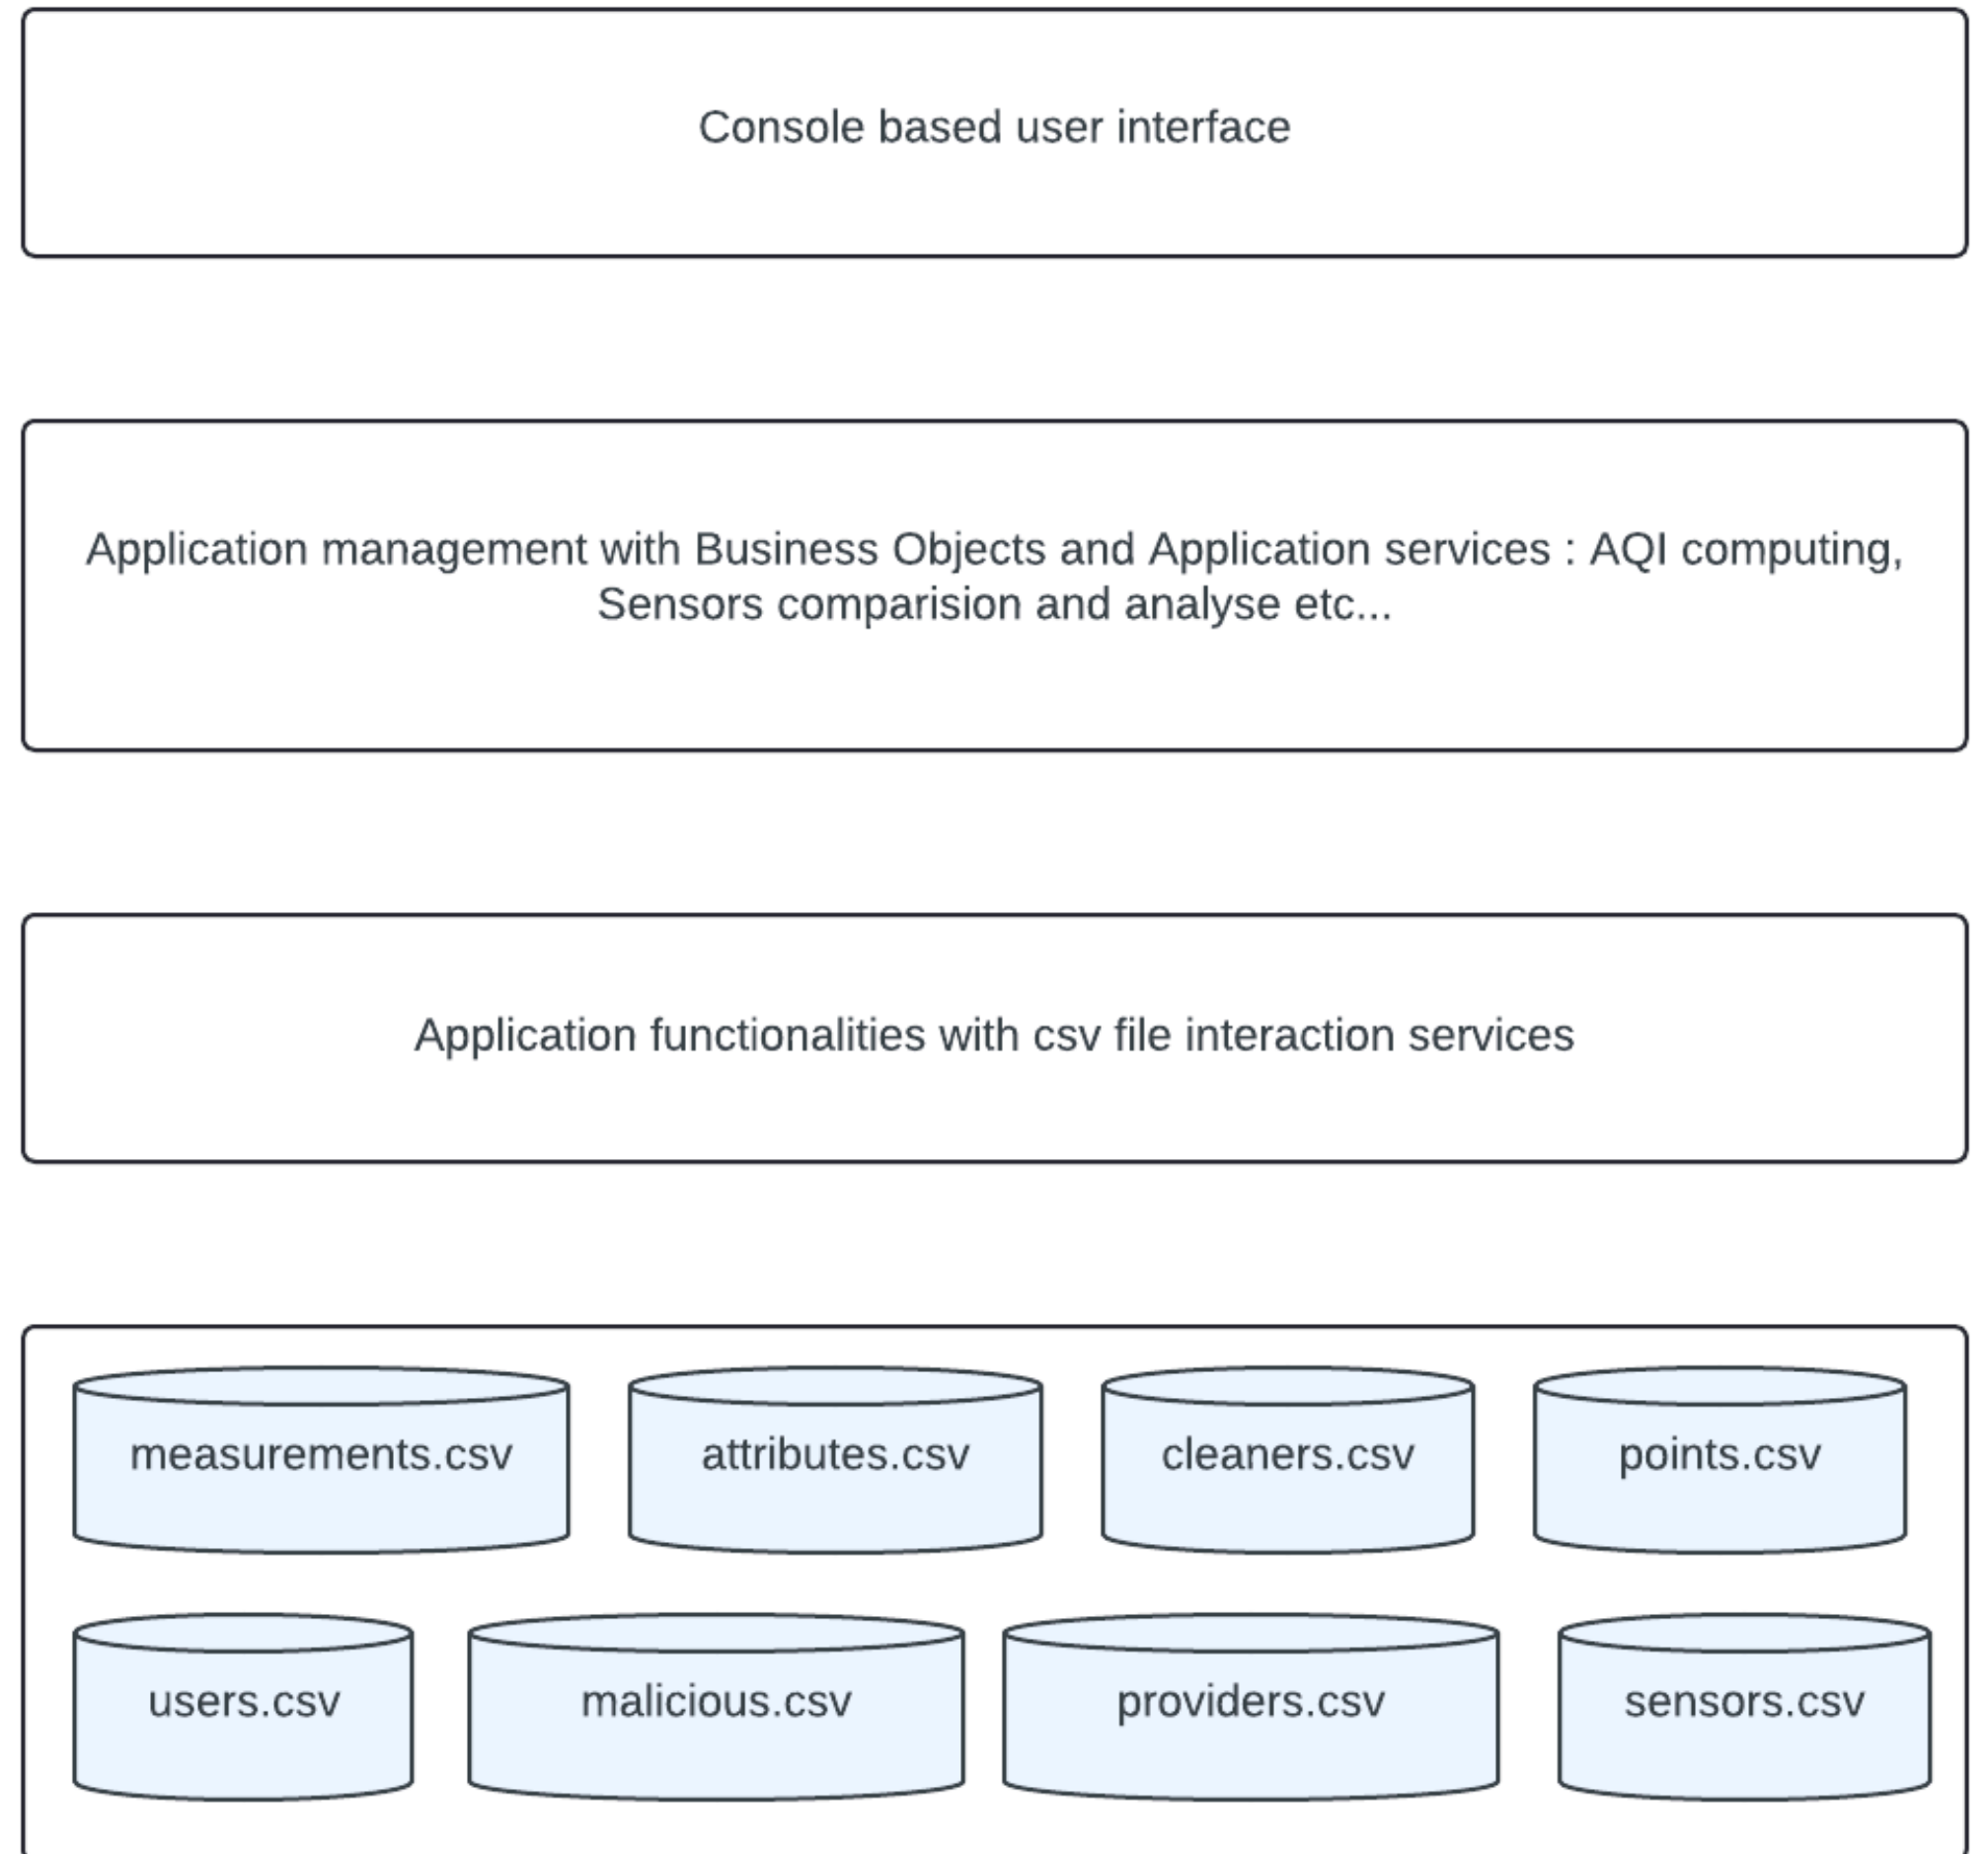 Console based user interface
Application management with Business Objects and Application services : AQI computing,
Sensors comparision and analyse etc...
Application functionalities with csv file interaction services
measurements.csv
attributes.csv
cleaners.csv
points.csv
users.csv
malicious.csv
providers.csv
sensors.csv